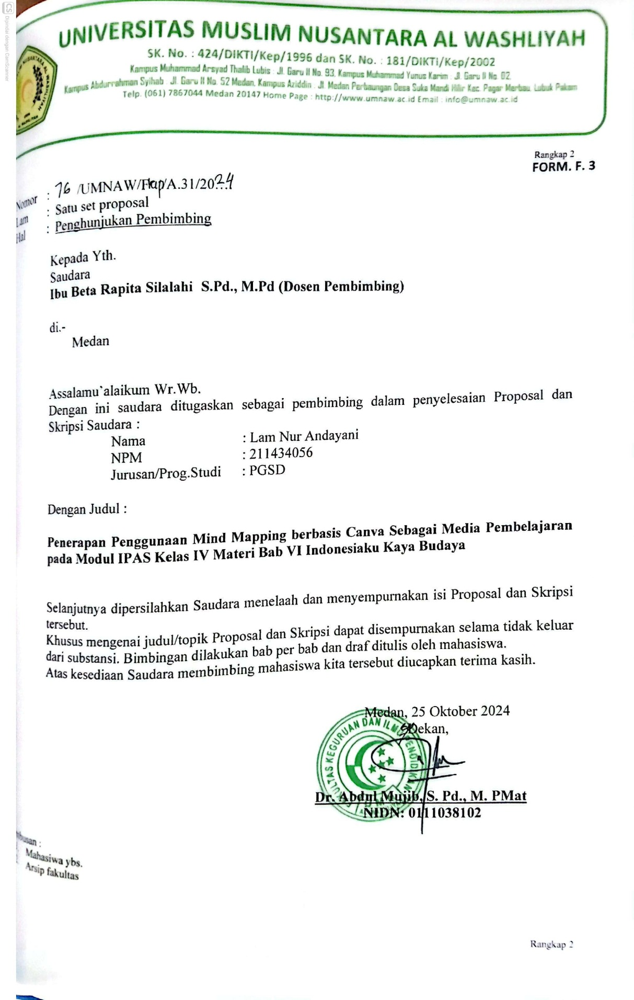 CS Dipindai dengan CamScanner
UNIVERSITAS MUSLIM NUSANTARA AL WASHLIYAH
SK. No. : 424/DIKTI/Kep/1996 dan SK. No. : 181/DIKTI/Kep/2002
Kampus Muhammad Arsyad Thalib Lubis : Jl. Garu II No. 93, Kampus Muhammad Yunus Karim : Jl. Garu II No. 02,
Kampus Abdurrahman Syihab : Jl. Garu II No. 52 Medan, Kampus Aziddin : Jl. Medan Perbaungan Desa Suka Mandi Hilir Kec. Pagar Merbau, Lubuk Pakam
Telp. (061) 7867044 Medan 20147 Home Page : http://www.umnaw.ac.id Email : info@umnaw.ac.id
Rangkap 2
FORM. F. 3
Nomor : 76 /UMNAW/Fkip/A.31/2024
Lam : Satu set proposal
Hal : Penghunjukan Pembimbing
Kepada Yth.
Saudara
Ibu Beta Rapita Silalahi S.Pd., M.Pd (Dosen Pembimbing)
di.-
Medan
Assalamu`alaikum Wr.Wb.
Dengan ini saudara ditugaskan sebagai pembimbing dalam penyelesaian Proposal dan
Skripsi Saudara :
Nama : Lam Nur Andayani
NPM : 211434056
Jurusan/Prog.Studi : PGSD
Dengan Judul :
Penerapan Penggunaan Mind Mapping berbasis Canva Sebagai Media Pembelajaran
pada Modul IPAS Kelas IV Materi Bab VI Indonesiaku Kaya Budaya
Selanjutnya dipersilahkan Saudara menelaah dan menyempurnakan isi Proposal dan Skripsi
tersebut.
Khusus mengenai judul/topik Proposal dan Skripsi dapat disempurnakan selama tidak keluar
dari substansi. Bimbingan dilakukan bab per bab dan draf ditulis oleh mahasiswa.
Atas kesediaan Saudara membimbing mahasiswa kita tersebut diucapkan terima kasih.
Medan, 25 Oktober 2024
Dekan,
FAKULTAS KEGURUAN DAN ILMU PENDIDIKAN
Dr. Abdul Mujib, S. Pd., M. PMat
NIDN: 0111038102
Mahasiwa ybs.
Arsip fakultas
Rangkap 2